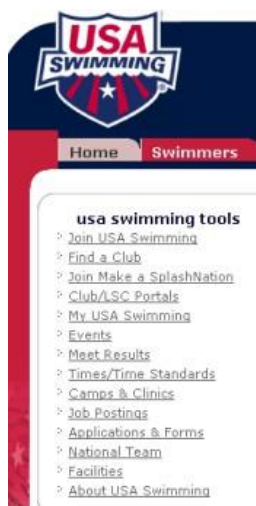 USA
SWIMMING
Home Swimmers
usa swimming tools
Join USA Swimming
Find a Club
Join Make a SplashNation
Club/LSC Portals
My USA Swimming
Events
Meet Results
Times/Time Standards
Camps & Clinics
Job Postings
Applications & Forms
National Team
Facilities
About USA Swimming